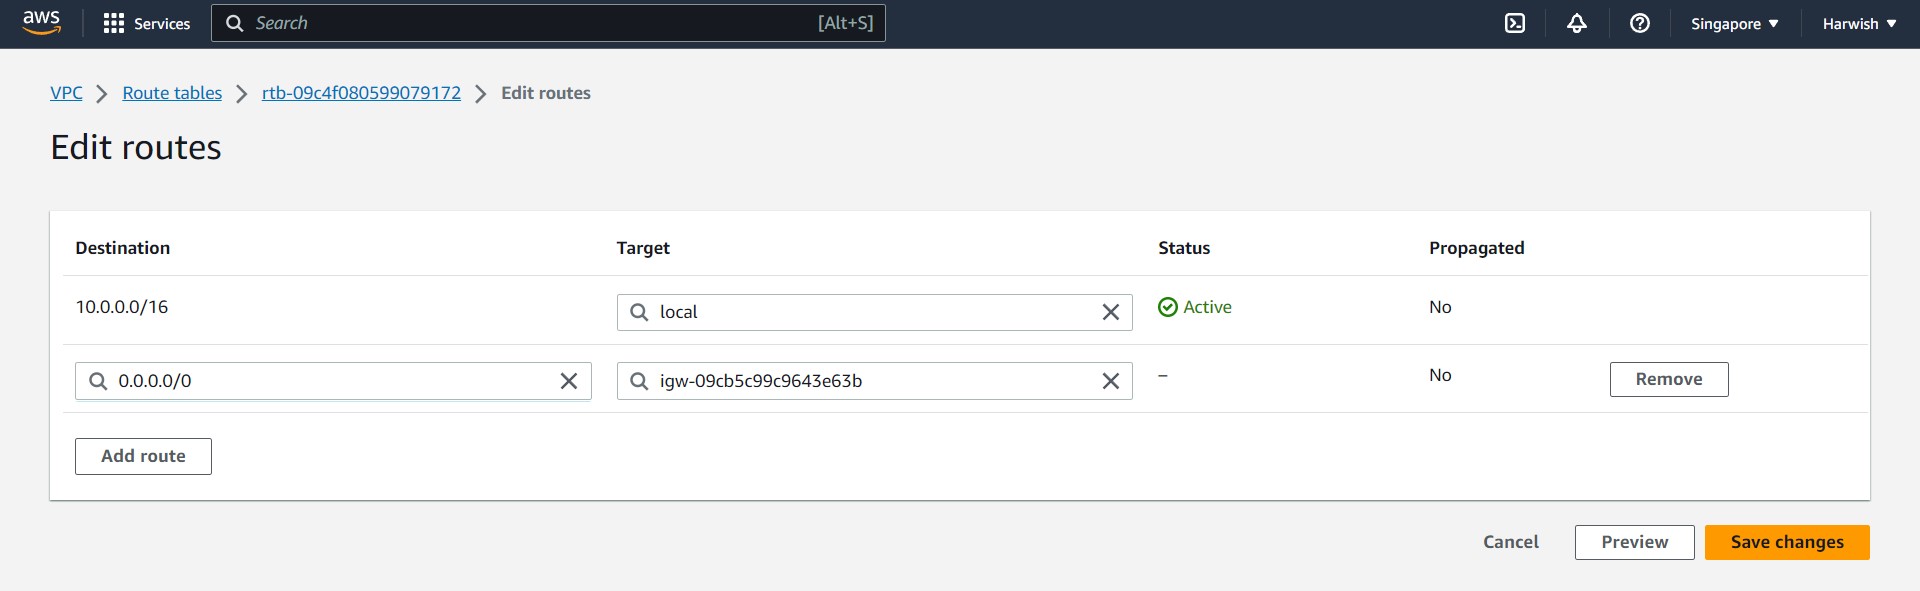 aws Services Search [Alt+S] Singapore Harwish
VPC Route tables rtb-09c4f080599079172 Edit routes
Edit routes
Destination Target Status Propagated
10.0.0.0/16 local Active No
0.0.0.0/0 igw-09cb5c99c9643e63b – No Remove
Add route
Cancel Preview Save changes